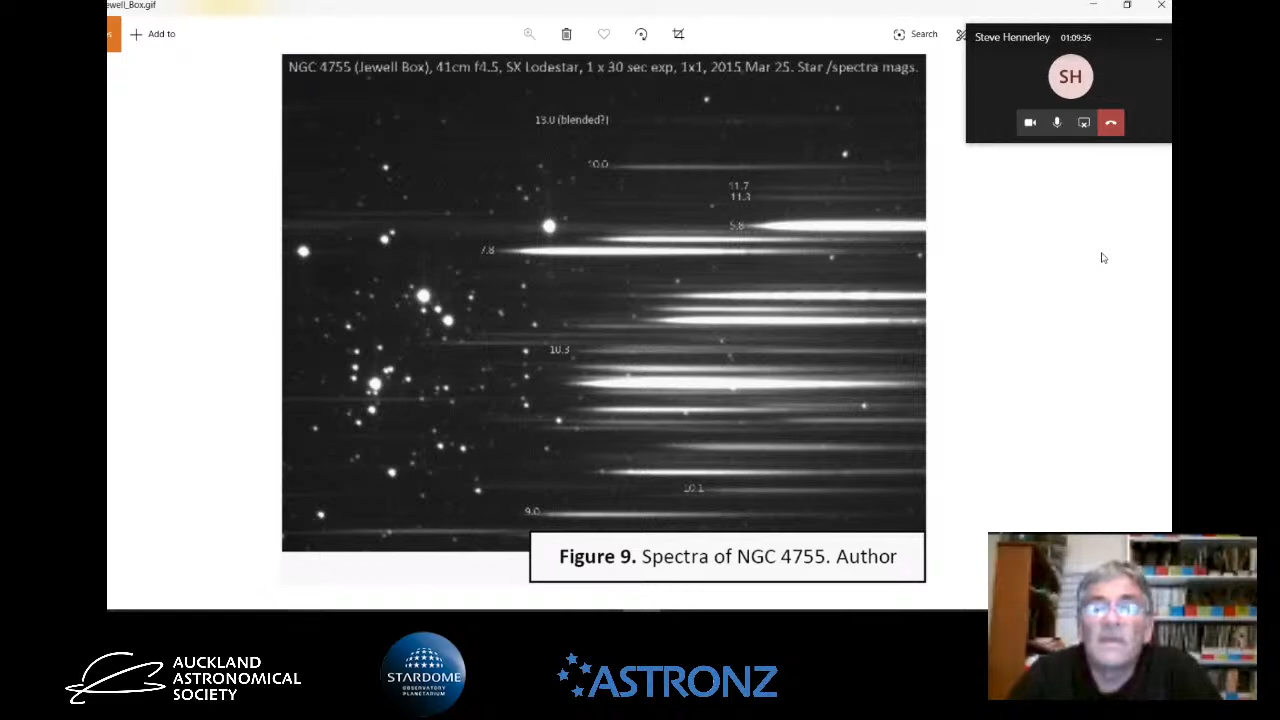 ewell_Box.gif
Add to
Search
Steve Hennerley 01:09:36
SH
NGC 4755 (Jewell Box), 41cm f4.5, SX Lodestar, 1 x 30 sec exp, 1x1, 2015 Mar 25. Star /spectra mags.
13.0 (blended?)
10.0
11.7
11.3
5.8
7.8
10.3
10.1
9.0
Figure 9. Spectra of NGC 4755. Author
AUCKLAND
ASTRONOMICAL
SOCIETY
STARDOME
OBSERVATORY
PLANETARIUM
ASTRONZ